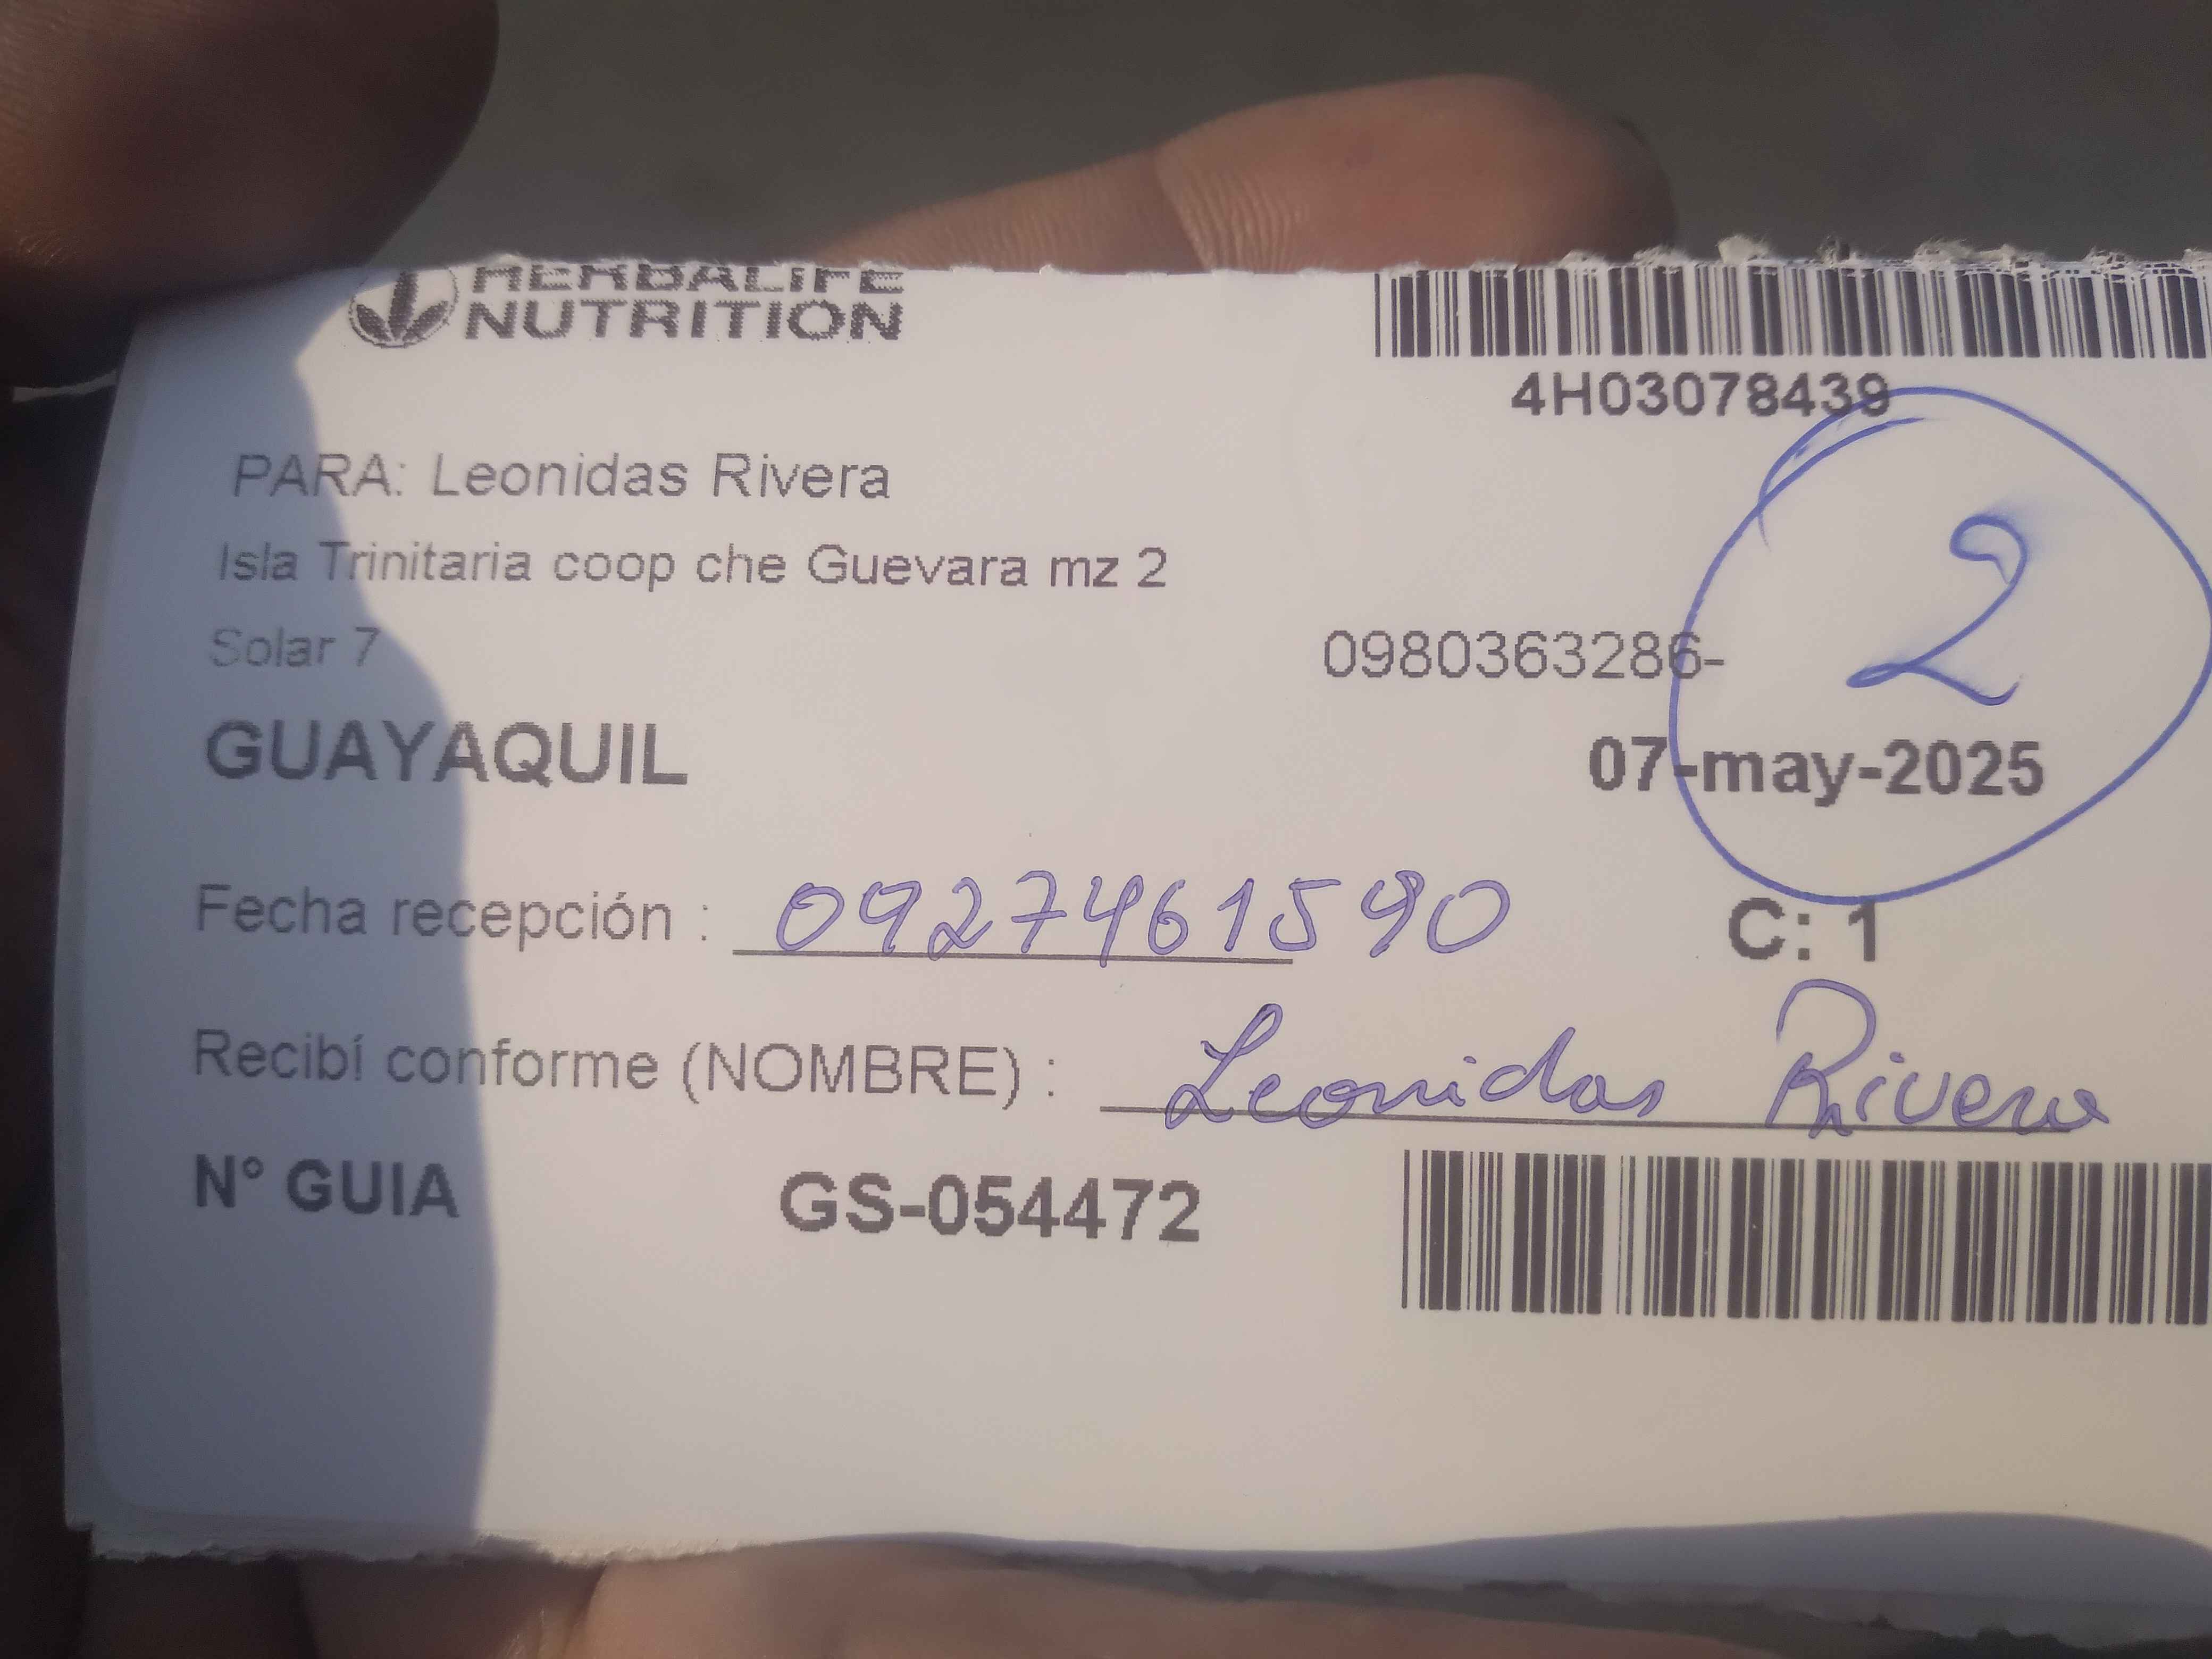 HERBALIFE
NUTRITION
4H03078439
PARA: Leonidas Rivera
Isla Trinitaria coop che Guevara mz 2
Solar 7
0980363286-
2
GUAYAQUIL
07-may-2025
Fecha recepción : 0927461590
C: 1
Recibí conforme (NOMBRE) : Leonidas Rivera
N° GUIA GS-054472